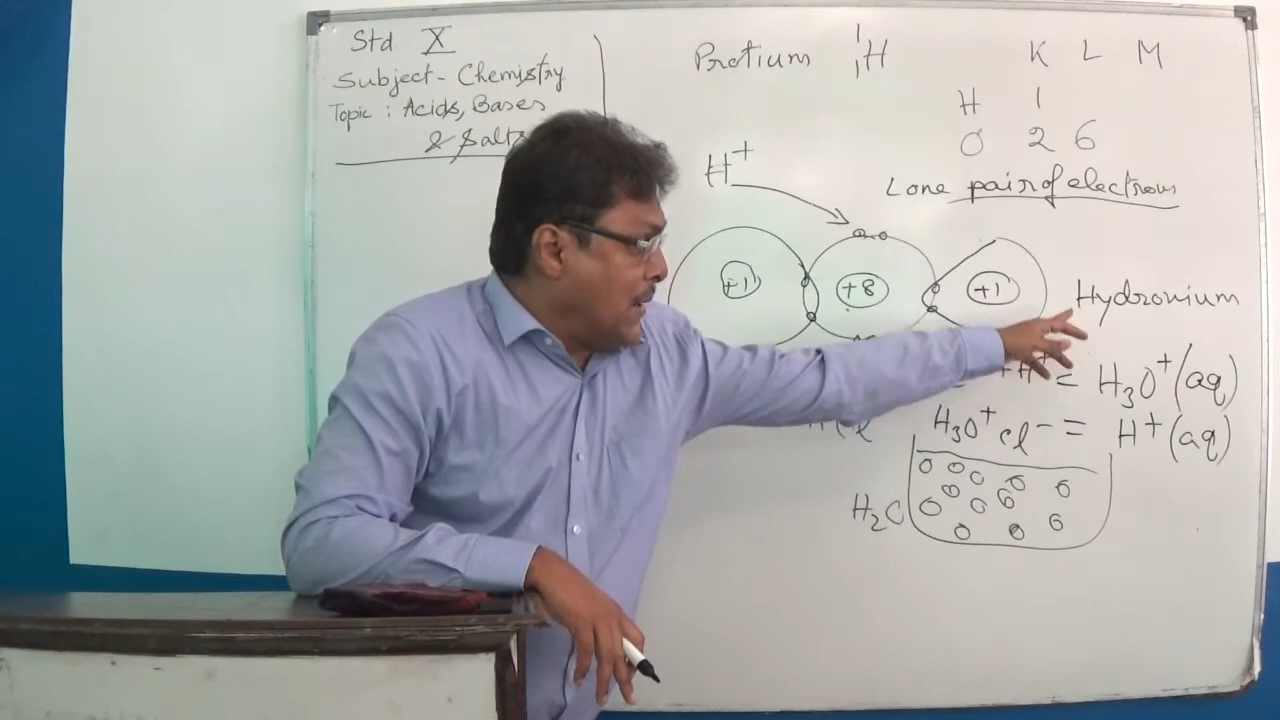 Std X
Subject - Chemistry
Topic : Acids, Bases
& Salts
Protium ¹₁H
K L M
H 1
O 2 6
Lone pair of electrons
H⁺
+1 +8 +1
Hydronium
+ H⁺ = H₃O⁺(aq)
H₃O⁺ Cl⁻ = H⁺(aq)
H₂O